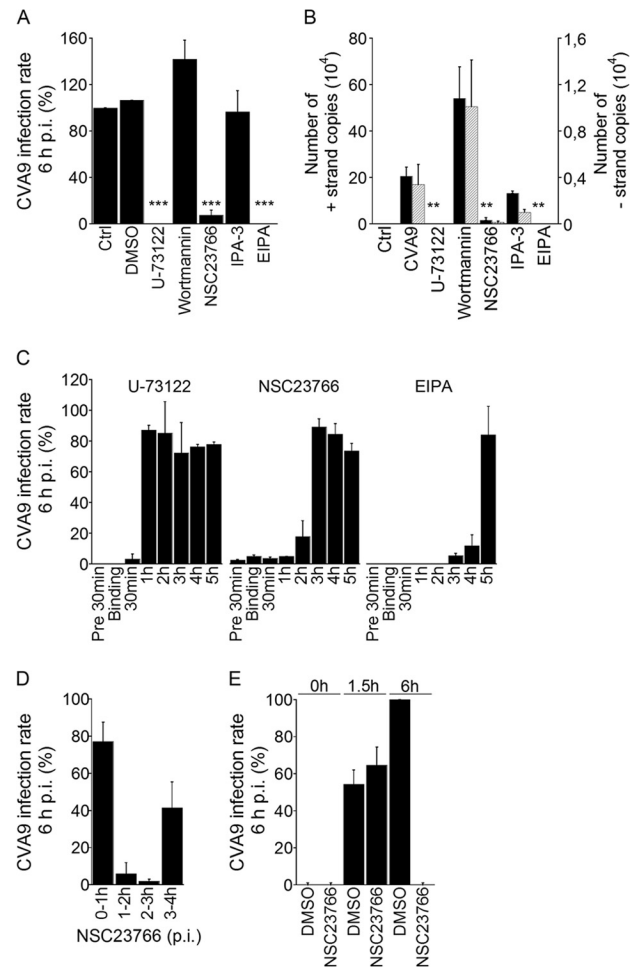 A
CVA9 infection rate
6 h p.i. (%)
160
120
80
40
0
***
***
***
Ctrl
DMSO
U-73122
Wortmannin
NSC23766
IPA-3
EIPA
B
Number of
+ strand copies (10⁴)
80
60
40
20
0
**
**
**
1,6
1,2
0,8
0,4
0
Number of
- strand copies (10⁴)
Ctrl
CVA9
U-73122
Wortmannin
NSC23766
IPA-3
EIPA
C
CVA9 infection rate
6 h p.i. (%)
120
100
80
60
40
20
0
U-73122
NSC23766
EIPA
Pre 30min
Binding
30min
1h
2h
3h
4h
5h
Pre 30min
Binding
30min
1h
2h
3h
4h
5h
Pre 30min
Binding
30min
1h
2h
3h
4h
5h
D
CVA9 infection rate
6 h p.i. (%)
100
80
60
40
20
0
0-1h
1-2h
2-3h
3-4h
NSC23766 (p.i.)
E
CVA9 infection rate
6 h p.i. (%)
0h
1.5h
6h
100
80
60
40
20
0
DMSO
NSC23766
DMSO
NSC23766
DMSO
NSC23766